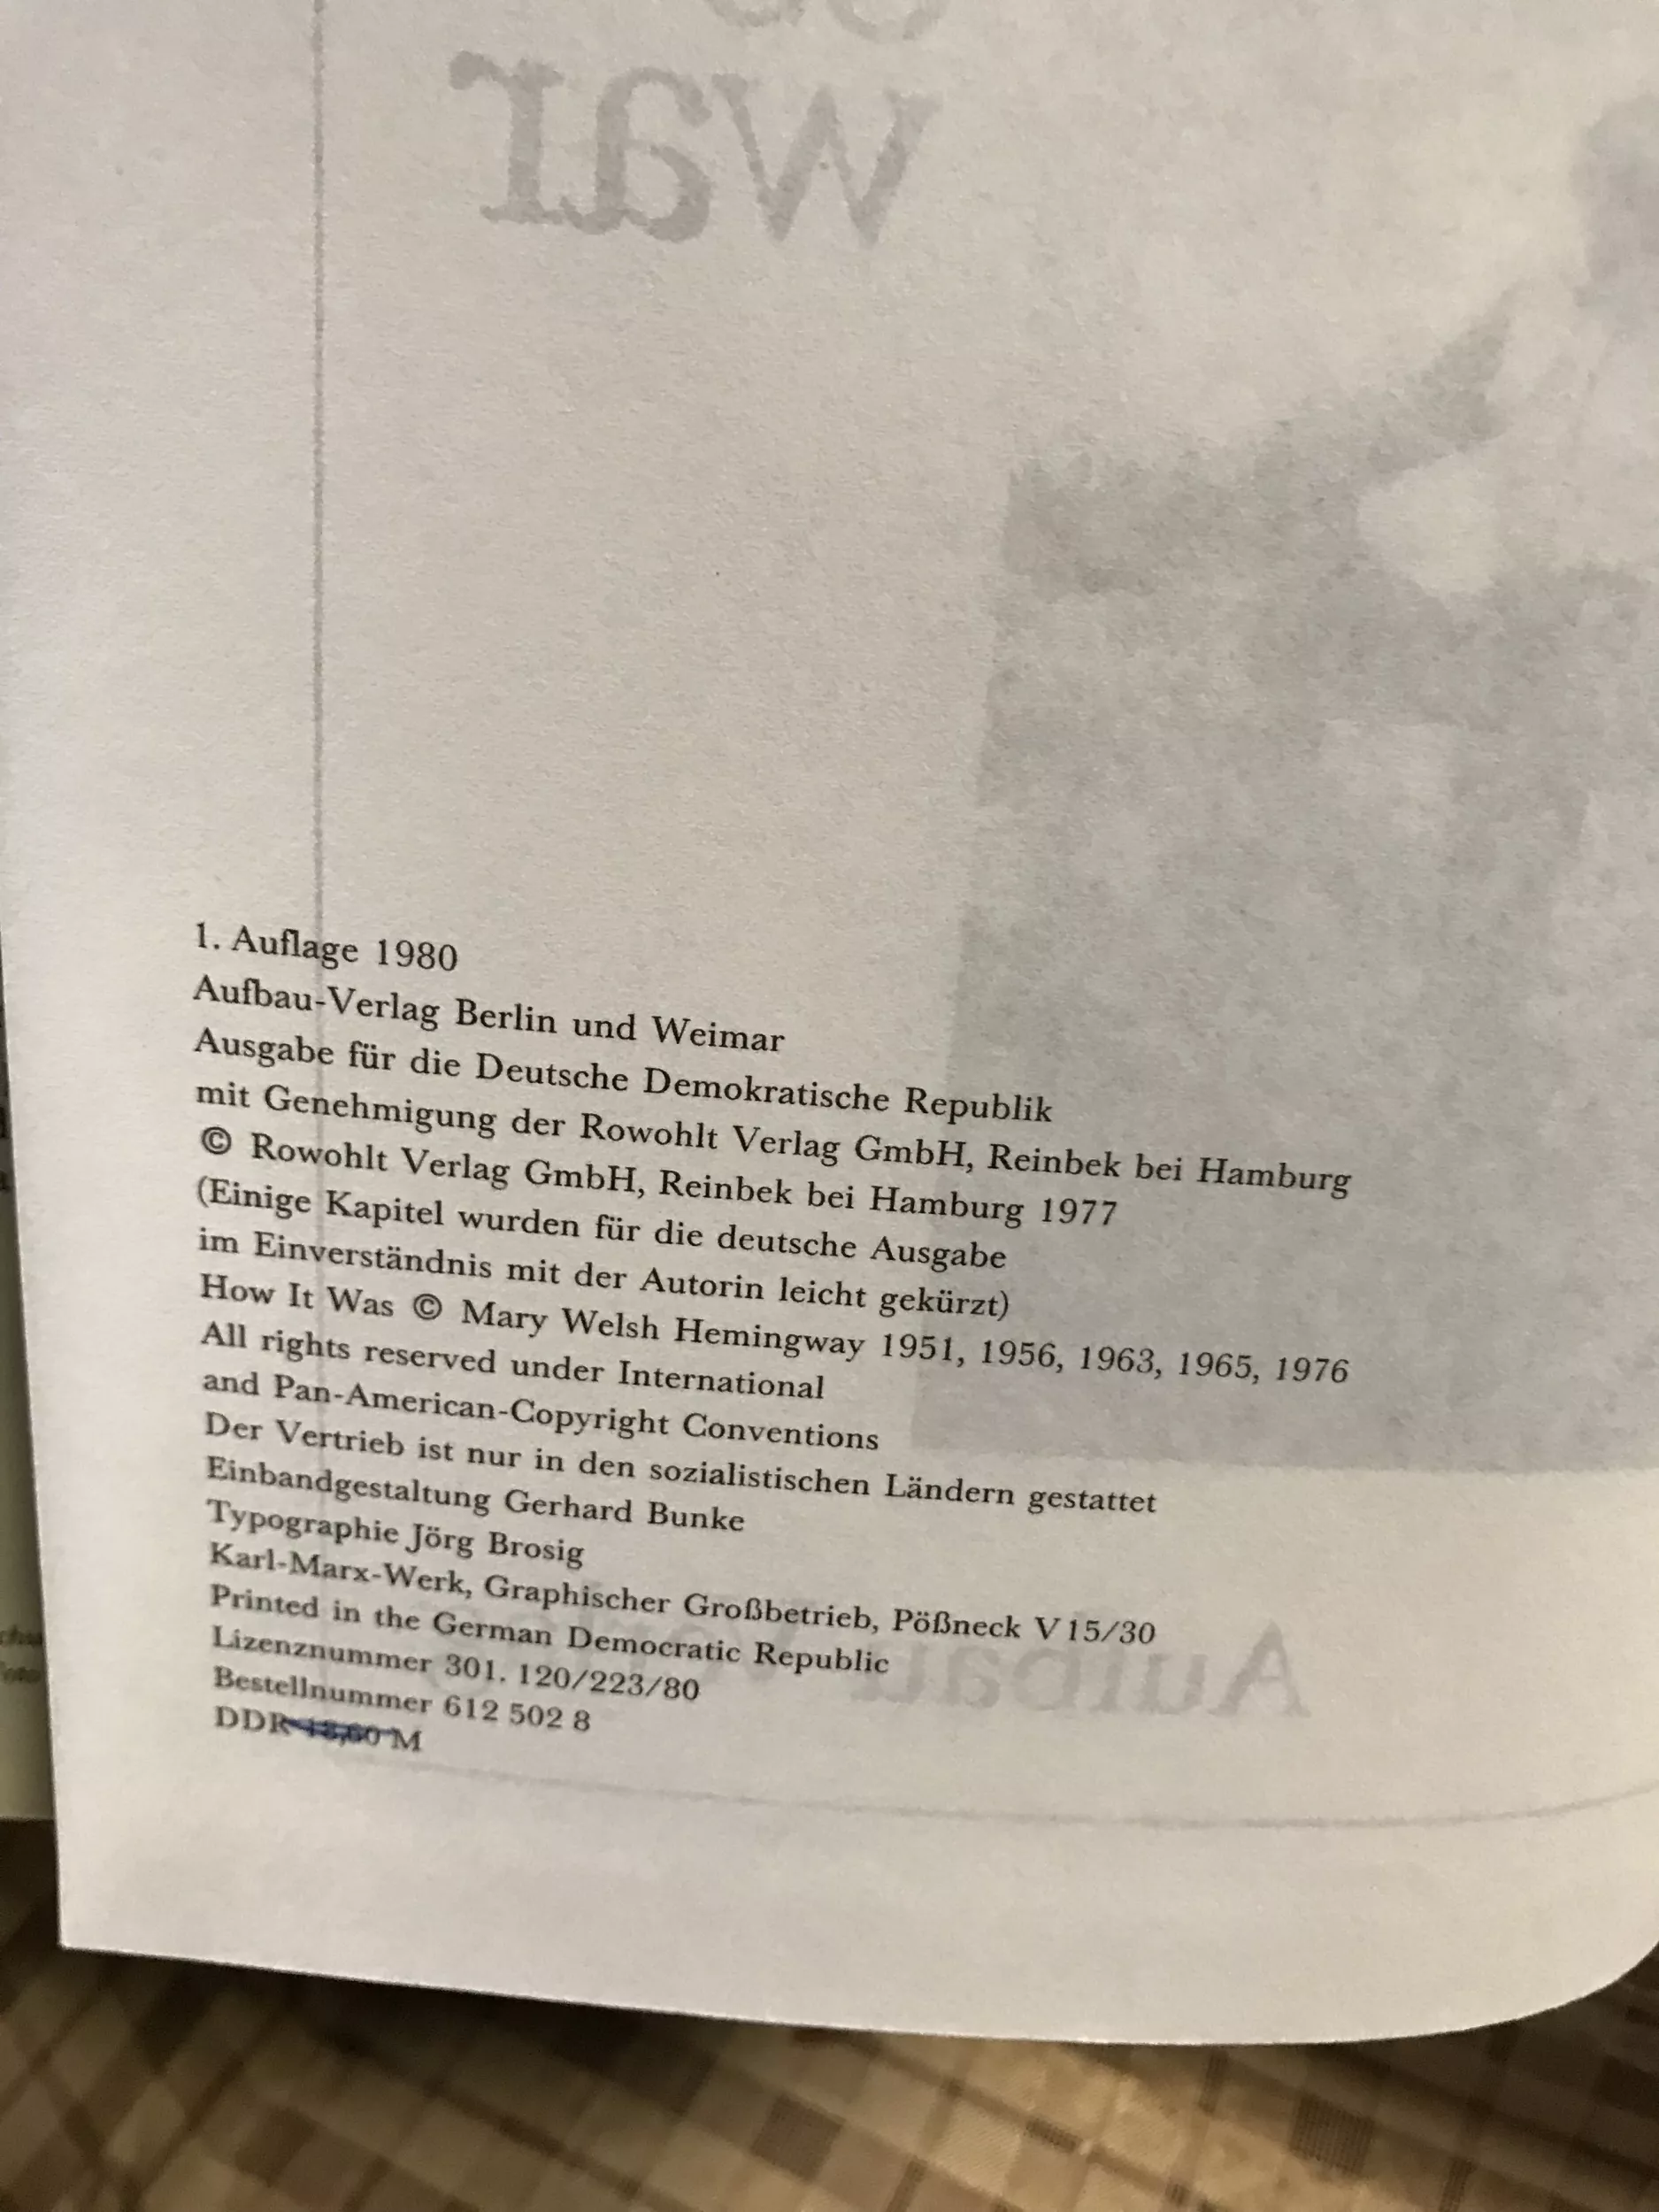 war
1. Auflage 1980
Aufbau-Verlag Berlin und Weimar
Ausgabe für die Deutsche Demokratische Republik
mit Genehmigung der Rowohlt Verlag GmbH, Reinbek bei Hamburg
© Rowohlt Verlag GmbH, Reinbek bei Hamburg 1977
(Einige Kapitel wurden für die deutsche Ausgabe
im Einverständnis mit der Autorin leicht gekürzt)
How It Was © Mary Welsh Hemingway 1951, 1956, 1963, 1965, 1976
All rights reserved under International
and Pan-American-Copyright Conventions
Der Vertrieb ist nur in den sozialistischen Ländern gestattet
Einbandgestaltung Gerhard Bunke
Typographie Jörg Brosig
Karl-Marx-Werk, Graphischer Großbetrieb, Pößneck V 15/30
Printed in the German Democratic Republic
Lizenznummer 301. 120/223/80
Bestellnummer 612 502 8
DDR M
Aufbau